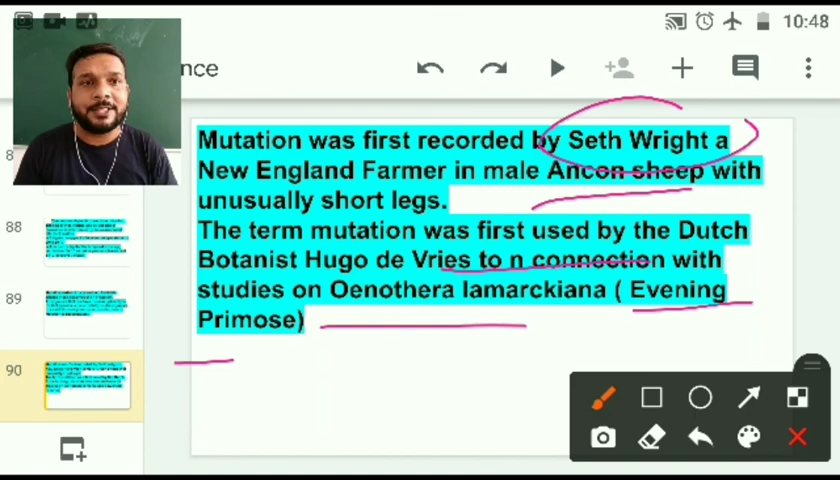 10:48
nce
Mutation was first recorded by Seth Wright a
New England Farmer in male Ancon sheep with
unusually short legs.
The term mutation was first used by the Dutch
Botanist Hugo de Vries to n connection with
studies on Oenothera lamarckiana ( Evening
Primose)
88
89
90